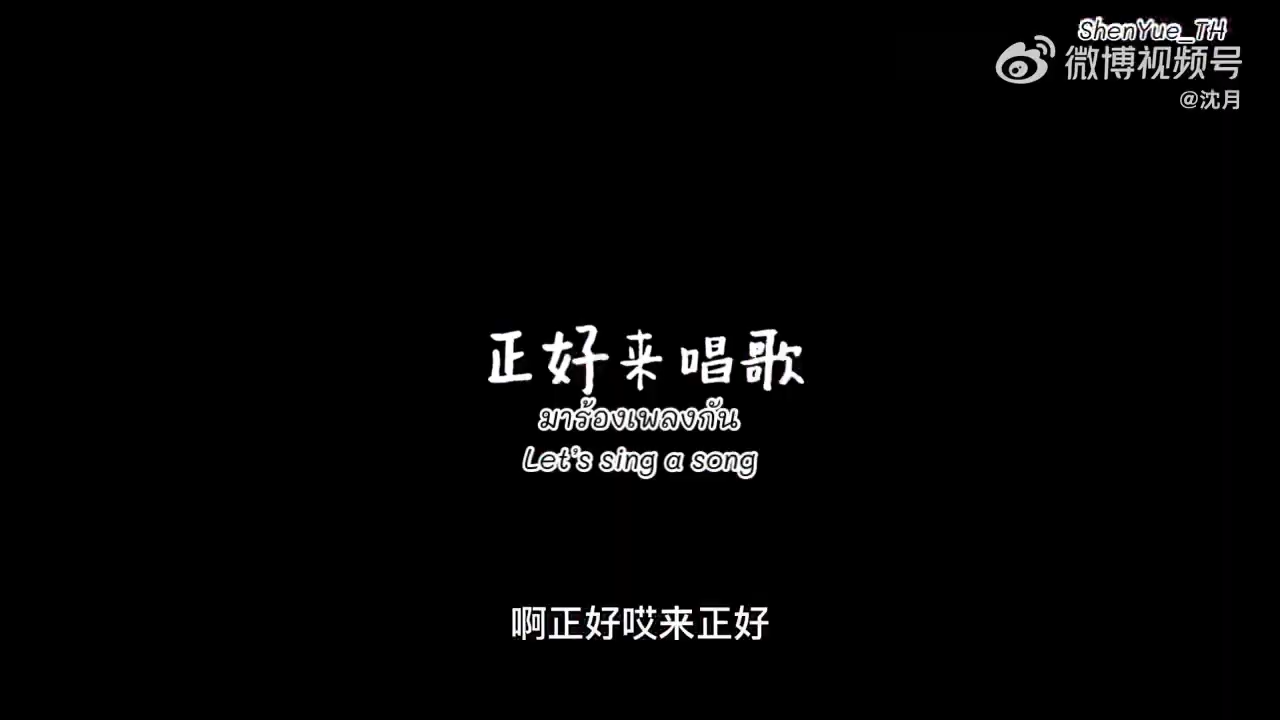 ShenYue_TH
微博视频号
@沈月
正好来唱歌
มาร้องเพลงกัน
Let's sing a song
啊正好哎来正好